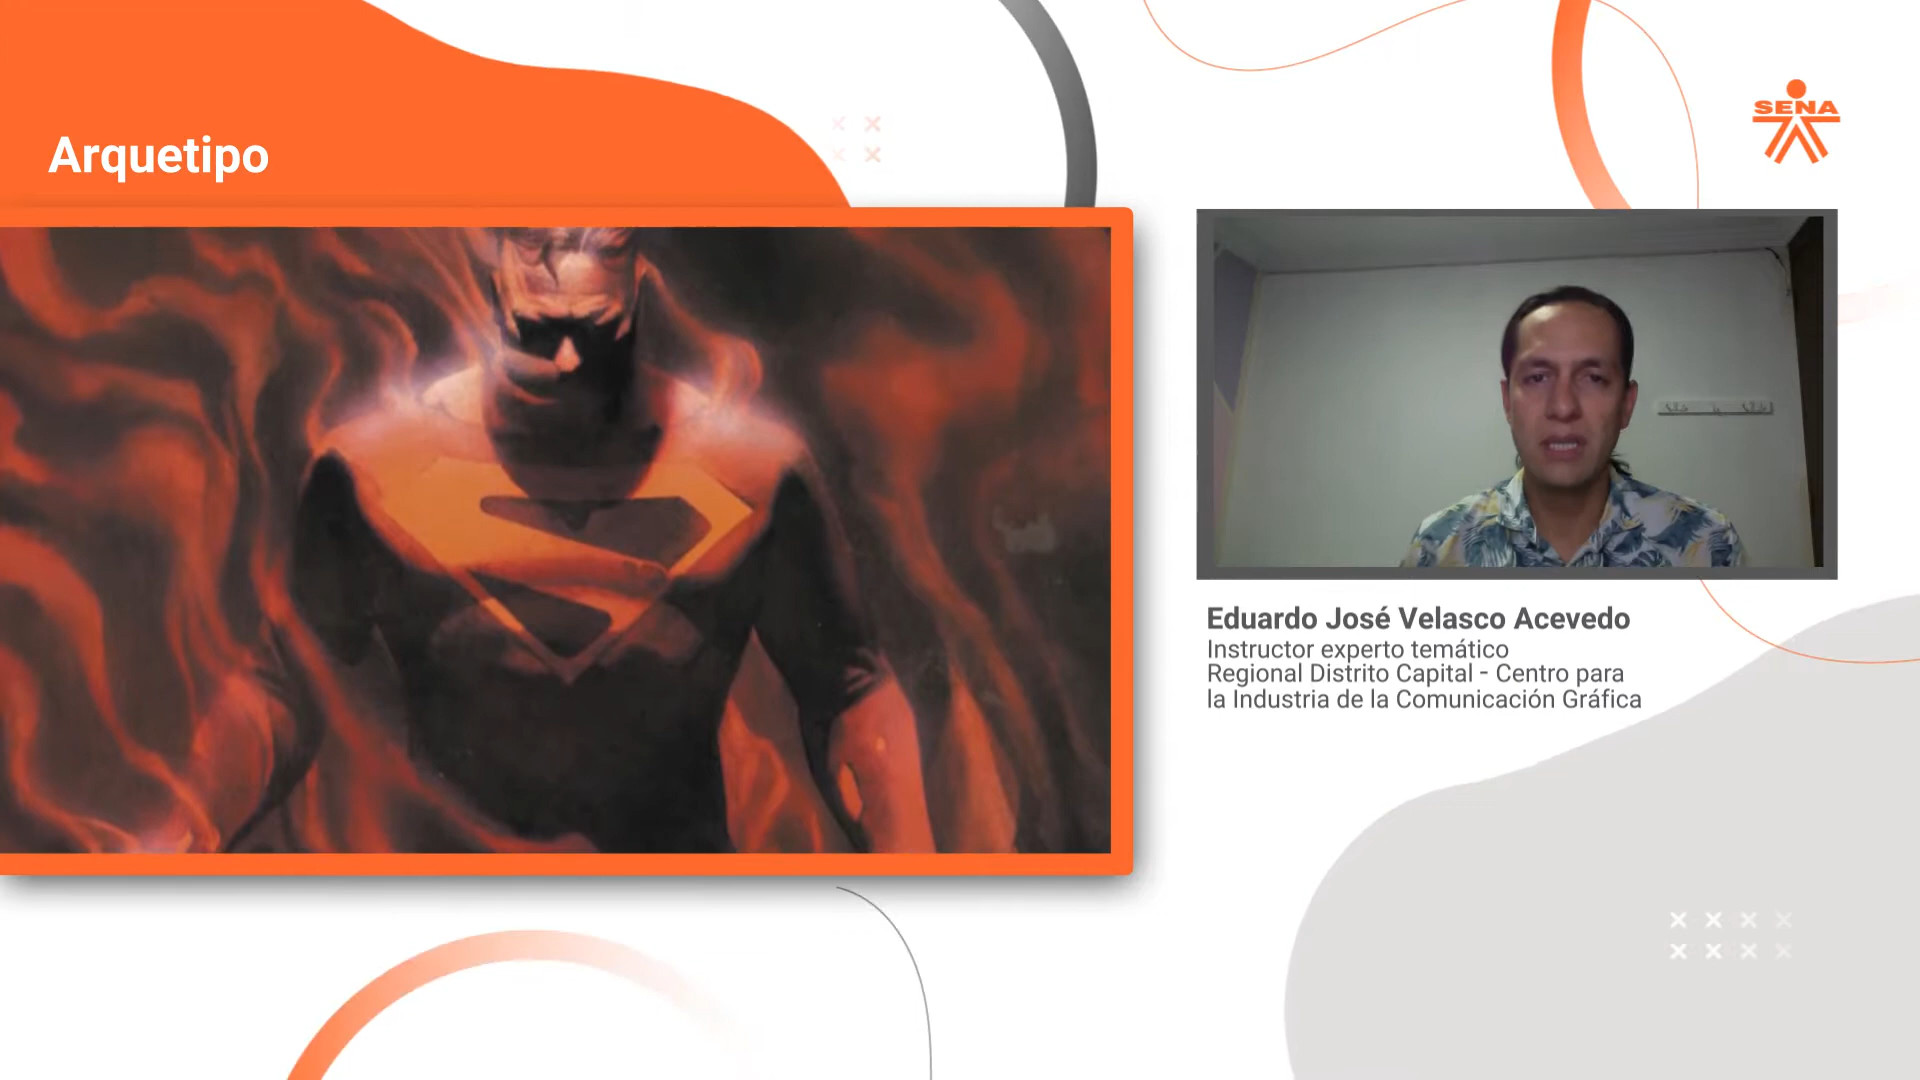 Arquetipo
SENA
Eduardo José Velasco Acevedo
Instructor experto temático
Regional Distrito Capital - Centro para
la Industria de la Comunicación Gráfica